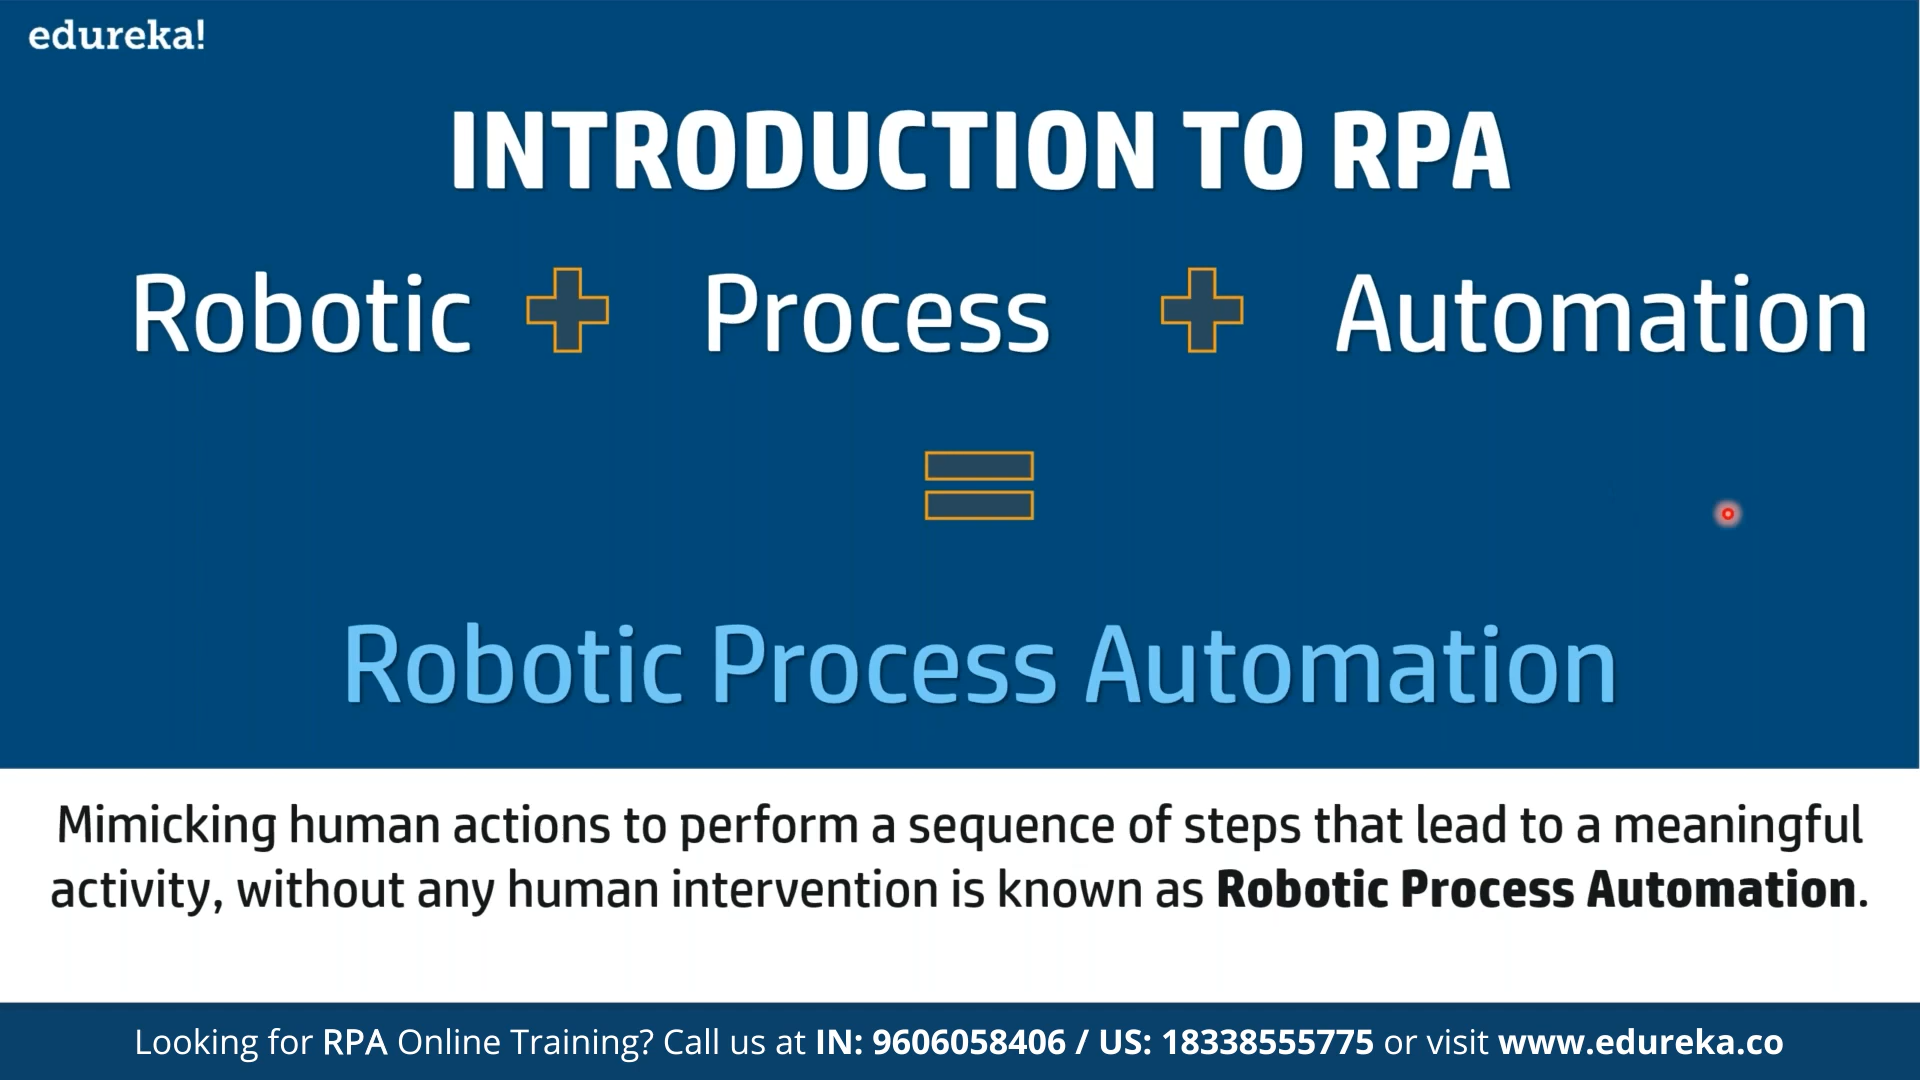 edureka!
INTRODUCTION TO RPA
Robotic Process Automation
Robotic Process Automation
Mimicking human actions to perform a sequence of steps that lead to a meaningful
activity, without any human intervention is known as Robotic Process Automation.
Looking for RPA Online Training? Call us at IN: 9606058406 / US: 18338555775 or visit www.edureka.co